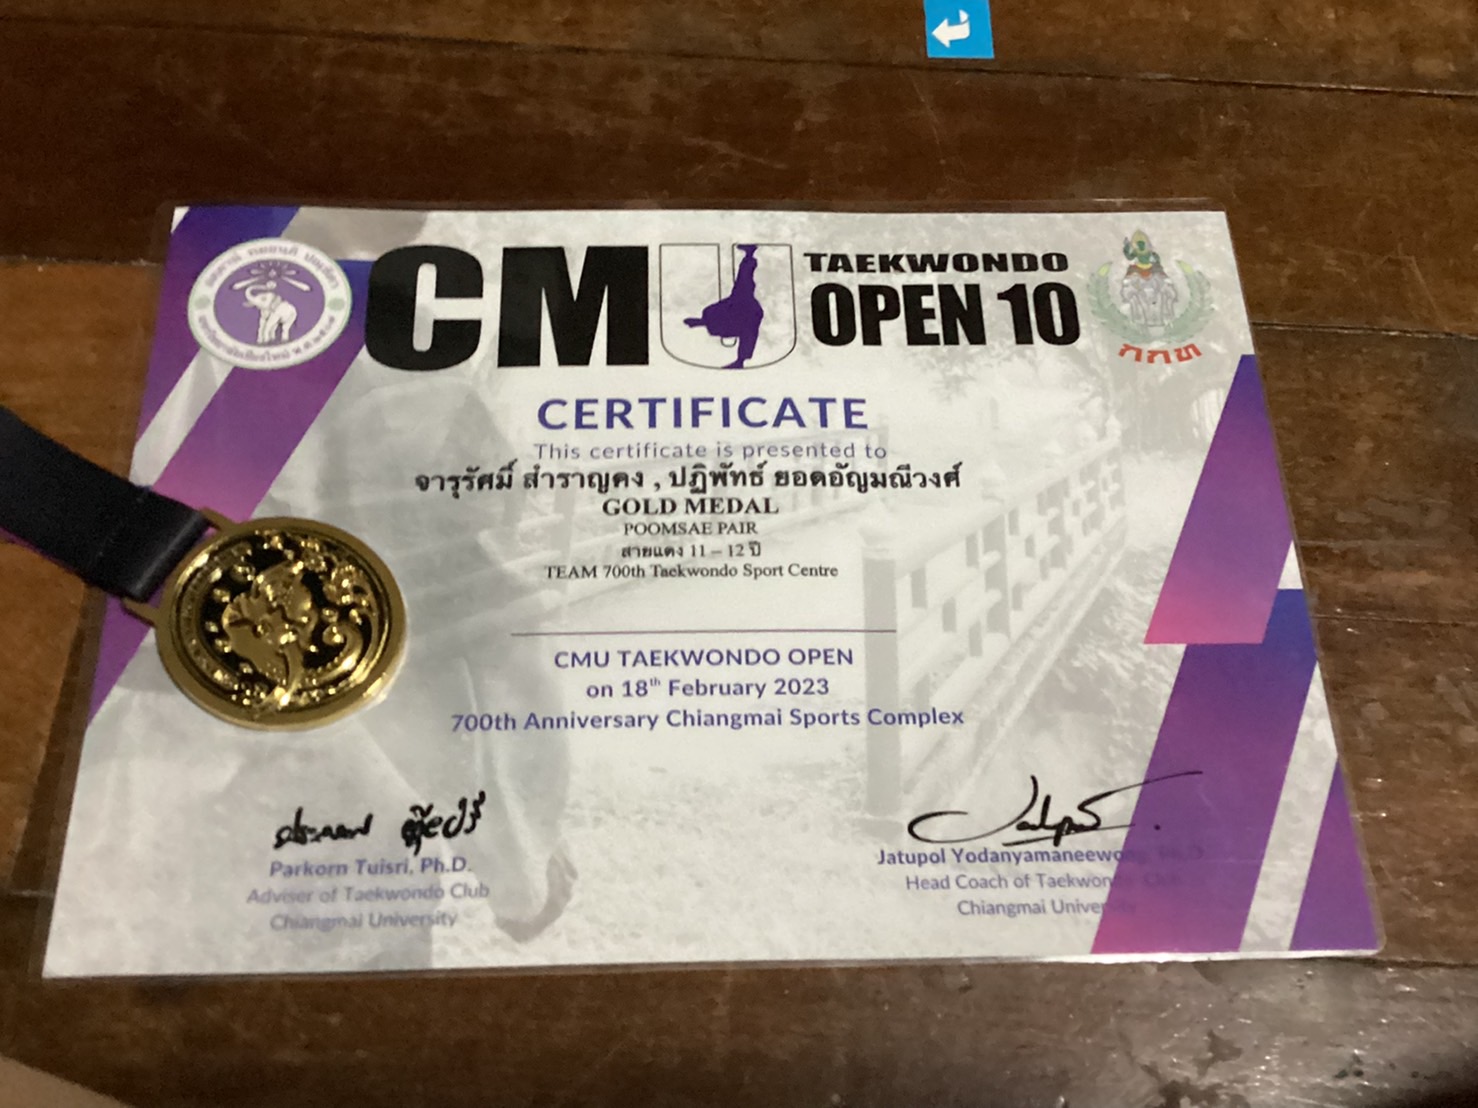 CMU
TAEKWONDO
OPEN 10
กกท
CERTIFICATE
This certificate is presented to
จารุรัศมิ์ สำราญคง , ปฏิพัทธ์ ยอดอัญมณีวงศ์
GOLD MEDAL
POOMSAE PAIR
สายแดง 11 – 12 ปี
TEAM 700th Taekwondo Sport Centre
CMU TAEKWONDO OPEN
on 18th February 2023
700th Anniversary Chiangmai Sports Complex
Parkorn Tuisri, Ph.D.
Adviser of Taekwondo Club
Chiangmai University
Jatupol Yodanyamaneewong, Ph.D.
Head Coach of Taekwondo Club
Chiangmai University